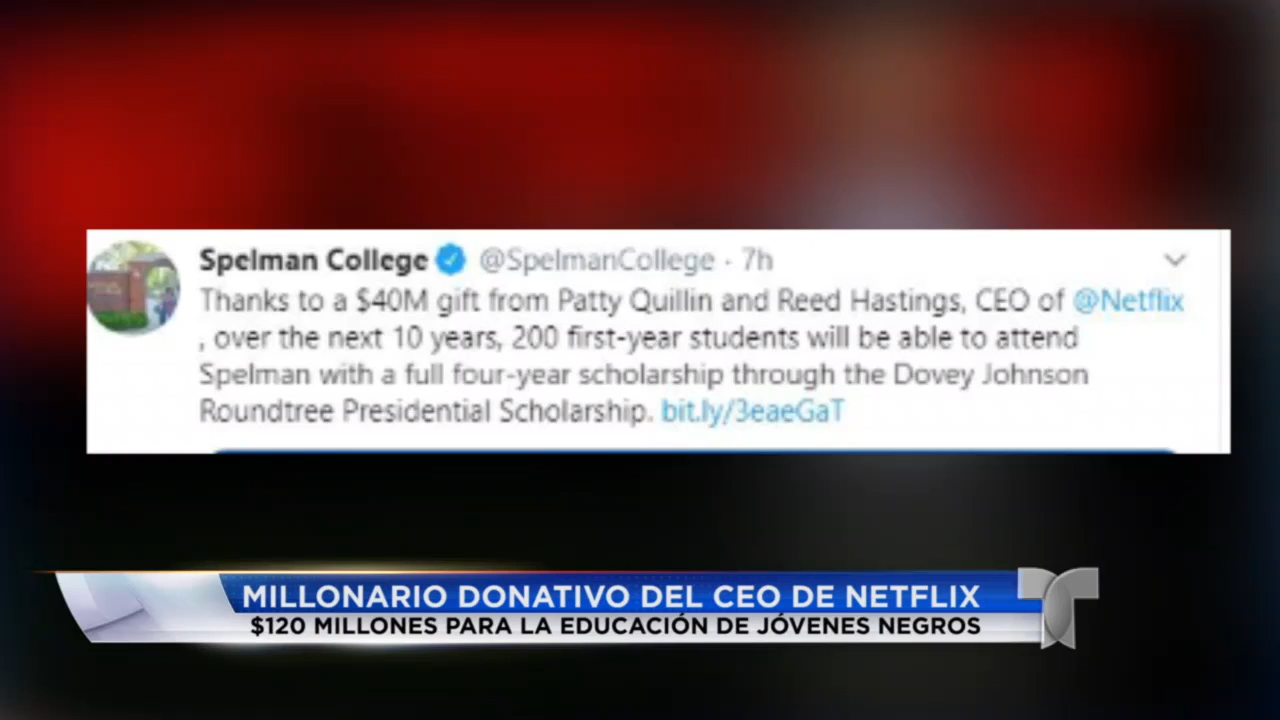 Spelman College @SpelmanCollege · 7h
Thanks to a $40M gift from Patty Quillin and Reed Hastings, CEO of @Netflix
, over the next 10 years, 200 first-year students will be able to attend
Spelman with a full four-year scholarship through the Dovey Johnson
Roundtree Presidential Scholarship. bit.ly/3eaeGaT
MILLONARIO DONATIVO DEL CEO DE NETFLIX
$120 MILLONES PARA LA EDUCACIÓN DE JÓVENES NEGROS